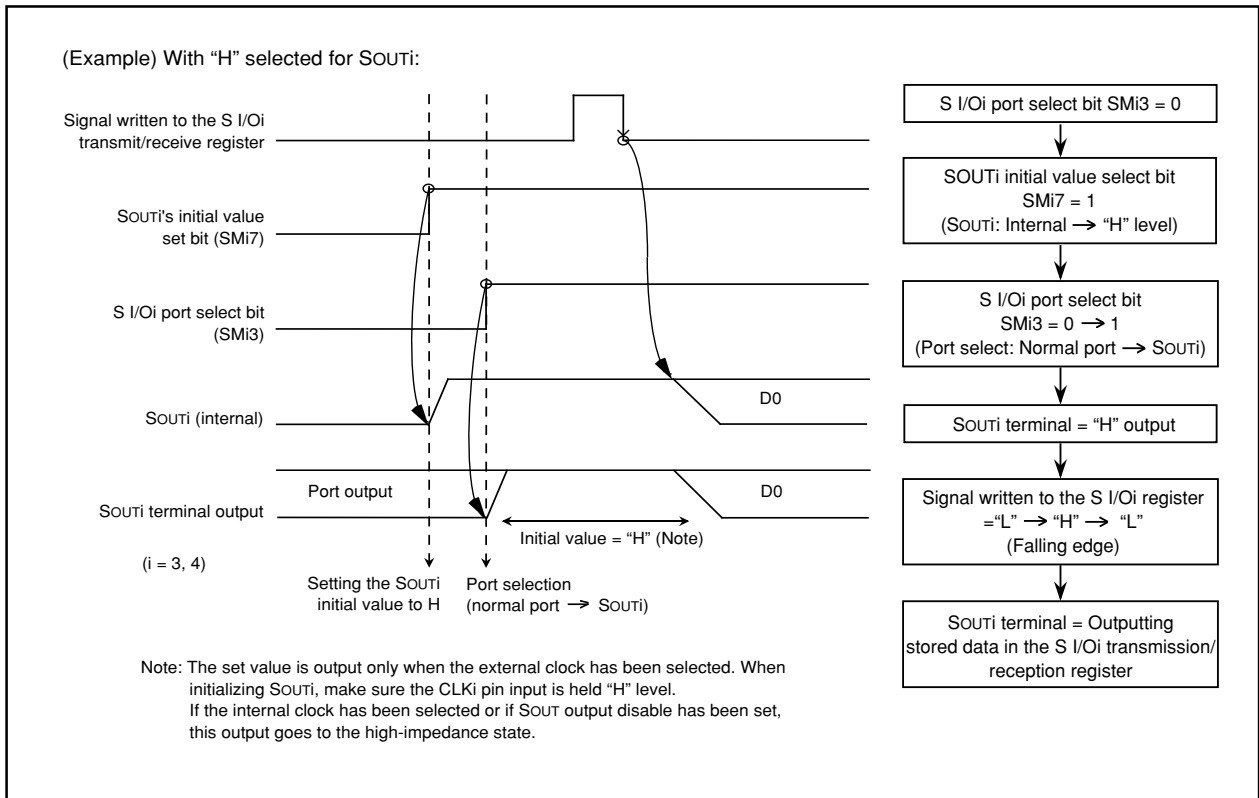 (Example) With “H” selected for SOUTi:
Signal written to the S I/Oi
transmit/receive register
SOUTi's initial value
set bit (SMi7)
S I/Oi port select bit
(SMi3)
SOUTi (internal)
D0
Port output
D0
SOUTi terminal output
Initial value = “H” (Note)
(i = 3, 4)
Setting the SOUTi
initial value to H
Port selection
(normal port → SOUTi)
Note: The set value is output only when the external clock has been selected. When
initializing SOUTi, make sure the CLKi pin input is held “H” level.
If the internal clock has been selected or if SOUT output disable has been set,
this output goes to the high-impedance state.
S I/Oi port select bit SMi3 = 0
SOUTi initial value select bit
SMi7 = 1
(SOUTi: Internal → “H” level)
S I/Oi port select bit
SMi3 = 0 → 1
(Port select: Normal port → SOUTi)
SOUTi terminal = “H” output
Signal written to the S I/Oi register
=“L” → “H” → “L”
(Falling edge)
SOUTi terminal = Outputting
stored data in the S I/Oi transmission/
reception register